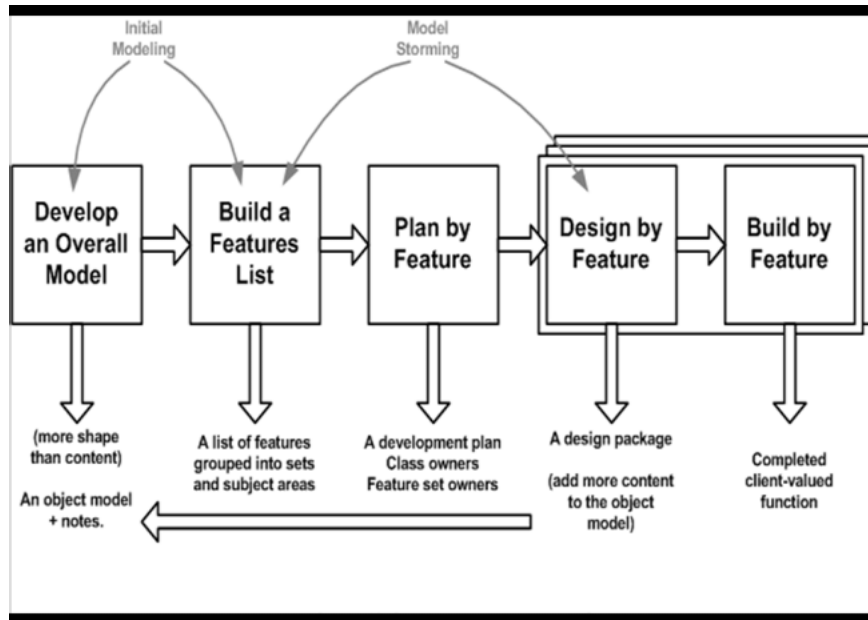 Initial
Modeling
Model
Storming
Develop
an Overall
Model
Build a
Features
List
Plan by
Feature
Design by
Feature
Build by
Feature
(more shape
than content)
An object model
+ notes.
A list of features
grouped into sets
and subject areas
A development plan
Class owners
Feature set owners
A design package
(add more content
to the object
model)
Completed
client-valued
function